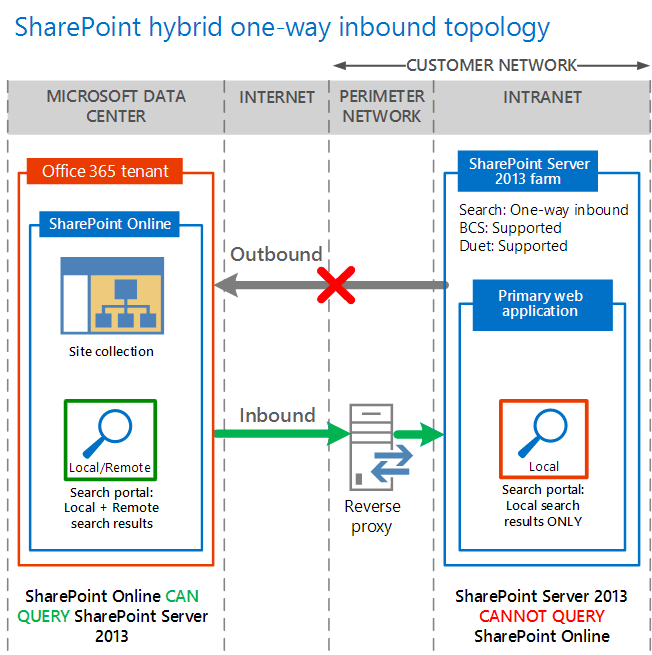 SharePoint hybrid one-way inbound topology
CUSTOMER NETWORK
MICROSOFT DATA
CENTER
INTERNET
PERIMETER
NETWORK
INTRANET
Office 365 tenant
SharePoint Online
Site collection
Local/Remote
Search portal:
Local + Remote
search results
Outbound
Inbound
Reverse
proxy
SharePoint Server
2013 farm
Search: One-way inbound
BCS: Supported
Duet: Supported
Primary web
application
Local
Search portal:
Local search
results ONLY
SharePoint Online CAN
QUERY SharePoint Server
2013
SharePoint Server 2013
CANNOT QUERY
SharePoint Online